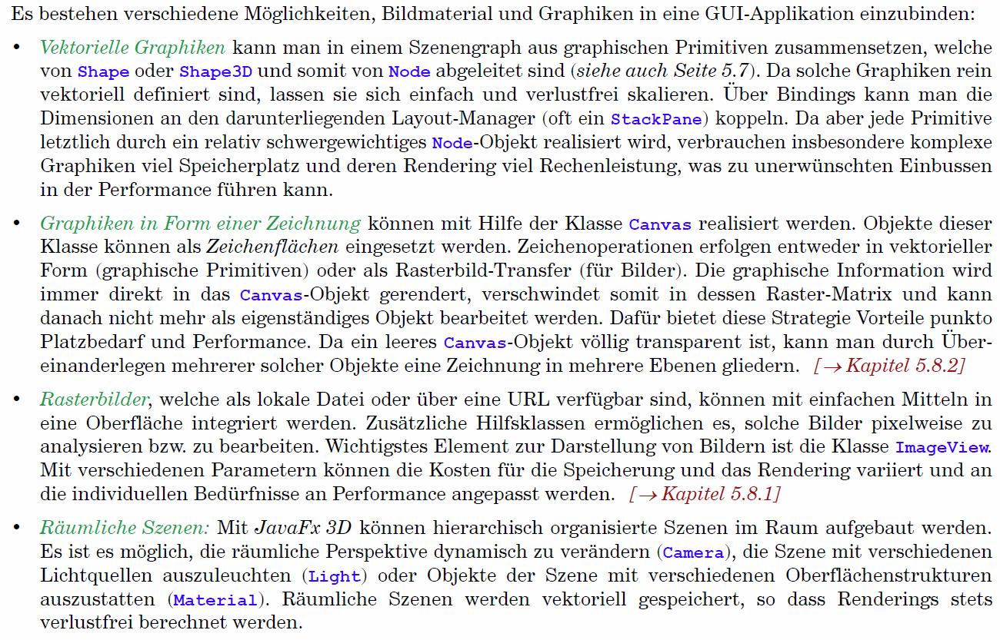 Es bestehen verschiedene Möglichkeiten, Bildmaterial und Graphiken in eine GUI-Applikation einzubinden:
• Vektorielle Graphiken kann man in einem Szenengraph aus graphischen Primitiven zusammensetzen, welche
von Shape oder Shape3D und somit von Node abgeleitet sind (siehe auch Seite 5.7). Da solche Graphiken rein
vektoriell definiert sind, lassen sie sich einfach und verlustfrei skalieren. Über Bindings kann man die
Dimensionen an den darunterliegenden Layout-Manager (oft ein StackPane) koppeln. Da aber jede Primitive
letztlich durch ein relativ schwergewichtiges Node-Objekt realisiert wird, verbrauchen insbesondere komplexe
Graphiken viel Speicherplatz und deren Rendering viel Rechenleistung, was zu unerwünschten Einbussen
in der Performance führen kann.
• Graphiken in Form einer Zeichnung können mit Hilfe der Klasse Canvas realisiert werden. Objekte dieser
Klasse können als Zeichenflächen eingesetzt werden. Zeichenoperationen erfolgen entweder in vektorieller
Form (graphische Primitiven) oder als Rasterbild-Transfer (für Bilder). Die graphische Information wird
immer direkt in das Canvas-Objekt gerendert, verschwindet somit in dessen Raster-Matrix und kann
danach nicht mehr als eigenständiges Objekt bearbeitet werden. Dafür bietet diese Strategie Vorteile punkto
Platzbedarf und Performance. Da ein leeres Canvas-Objekt völlig transparent ist, kann man durch Über-
einanderlegen mehrerer solcher Objekte eine Zeichnung in mehrere Ebenen gliedern. [→Kapitel 5.8.2]
• Rasterbilder, welche als lokale Datei oder über eine URL verfügbar sind, können mit einfachen Mitteln in
eine Oberfläche integriert werden. Zusätzliche Hilfsklassen ermöglichen es, solche Bilder pixelweise zu
analysieren bzw. zu bearbeiten. Wichtigstes Element zur Darstellung von Bildern ist die Klasse ImageView.
Mit verschiedenen Parametern können die Kosten für die Speicherung und das Rendering variiert und an
die individuellen Bedürfnisse an Performance angepasst werden. [→Kapitel 5.8.1]
• Räumliche Szenen: Mit JavaFx 3D können hierarchisch organisierte Szenen im Raum aufgebaut werden.
Es ist es möglich, die räumliche Perspektive dynamisch zu verändern (Camera), die Szene mit verschiedenen
Lichtquellen auszuleuchten (Light) oder Objekte der Szene mit verschiedenen Oberflächenstrukturen
auszustatten (Material). Räumliche Szenen werden vektoriell gespeichert, so dass Renderings stets
verlustfrei berechnet werden.